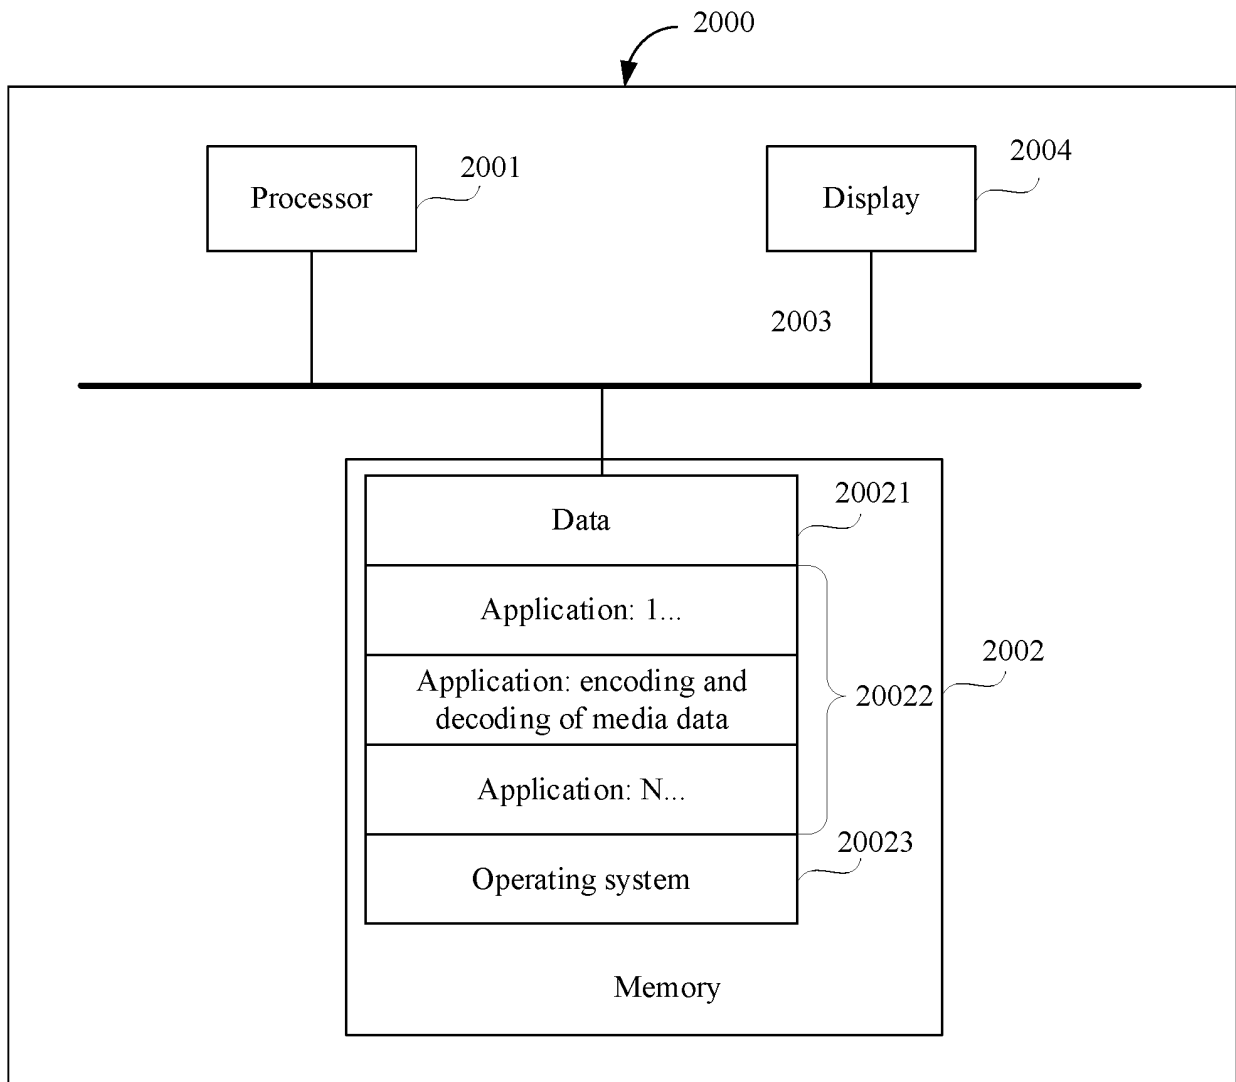 2000
Processor
2001
Display
2004
2003
Data
20021
Application: 1...
Application: encoding and
decoding of media data
20022
2002
Application: N...
Operating system
20023
Memory